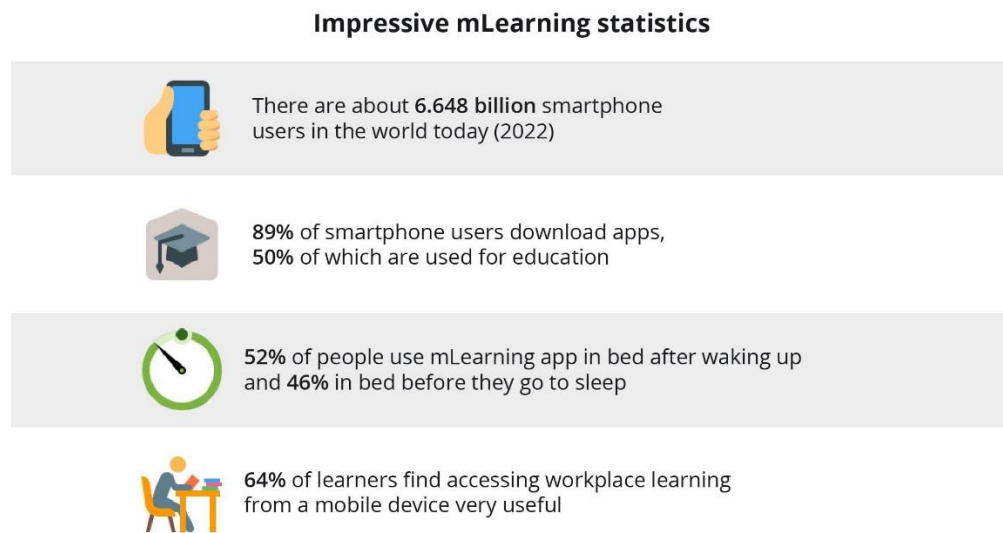 Impressive mLearning statistics
There are about 6.648 billion smartphone
users in the world today (2022)
89% of smartphone users download apps,
50% of which are used for education
52% of people use mLearning app in bed after waking up
and 46% in bed before they go to sleep
64% of learners find accessing workplace learning
from a mobile device very useful